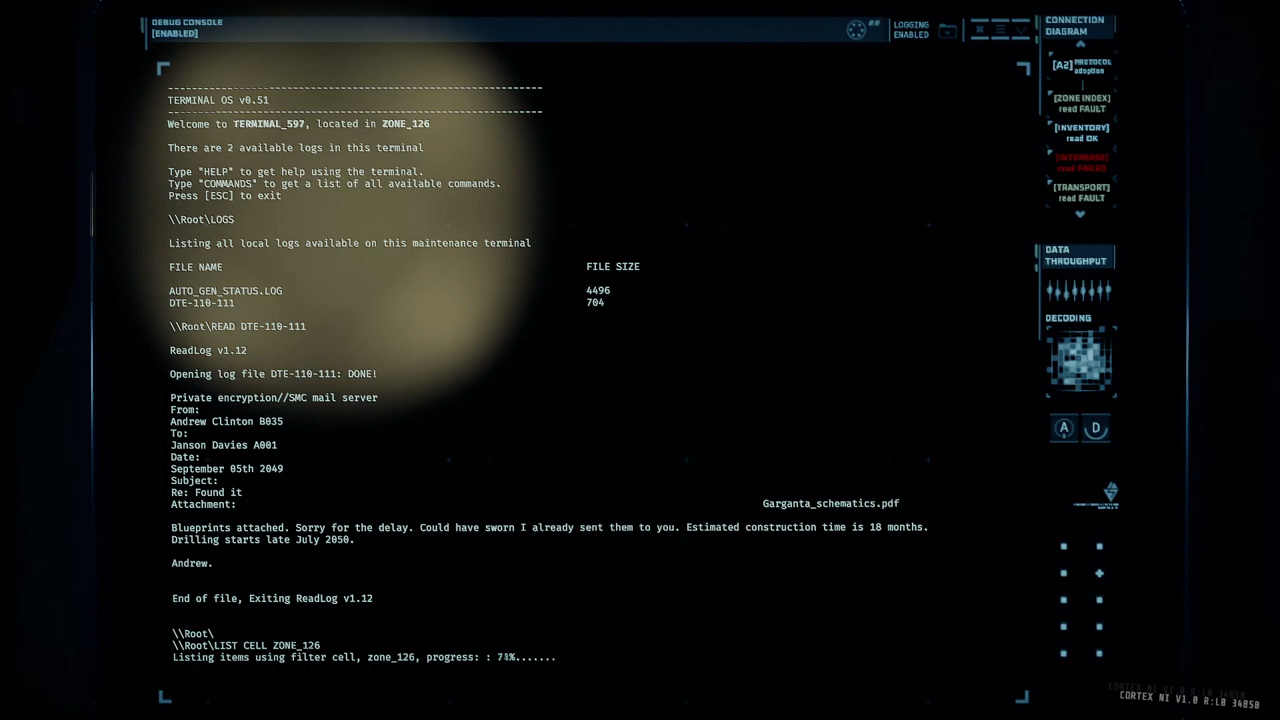 DEBUG CONSOLE
[ENABLED]
LOGGING
ENABLED
CONNECTION
DIAGRAM
[A2] PROTOCOL
adaption
[ZONE INDEX]
read FAULT
[INVENTORY]
read OK
read FAILED
[TRANSPORT]
read FAULT
DATA
THROUGHPUT
DECODING
A D
TERMINAL OS v0.51
Welcome to TERMINAL_597, located in ZONE_126
There are 2 available logs in this terminal
Type "HELP" to get help using the terminal.
Type "COMMANDS" to get a list of all available commands.
Press [ESC] to exit
\\Root\LOGS
Listing all local logs available on this maintenance terminal
FILE NAME FILE SIZE
AUTO_GEN_STATUS.LOG 4496
DTE-110-111 704
\\Root\READ DTE-110-111
ReadLog v1.12
Opening log file DTE-110-111: DONE!
Private encryption//SMC mail server
From:
Andrew Clinton B035
To:
Janson Davies A001
Date:
September 05th 2049
Subject:
Re: Found it
Attachment: Garganta_schematics.pdf
Blueprints attached. Sorry for the delay. Could have sworn I already sent them to you. Estimated construction time is 18 months.
Drilling starts late July 2050.
Andrew.
End of file, Exiting ReadLog v1.12
\\Root\
\\Root\LIST CELL ZONE_126
Listing items using filter cell, zone_126, progress: :
CORTEX NI V1.0 R:L0 34850